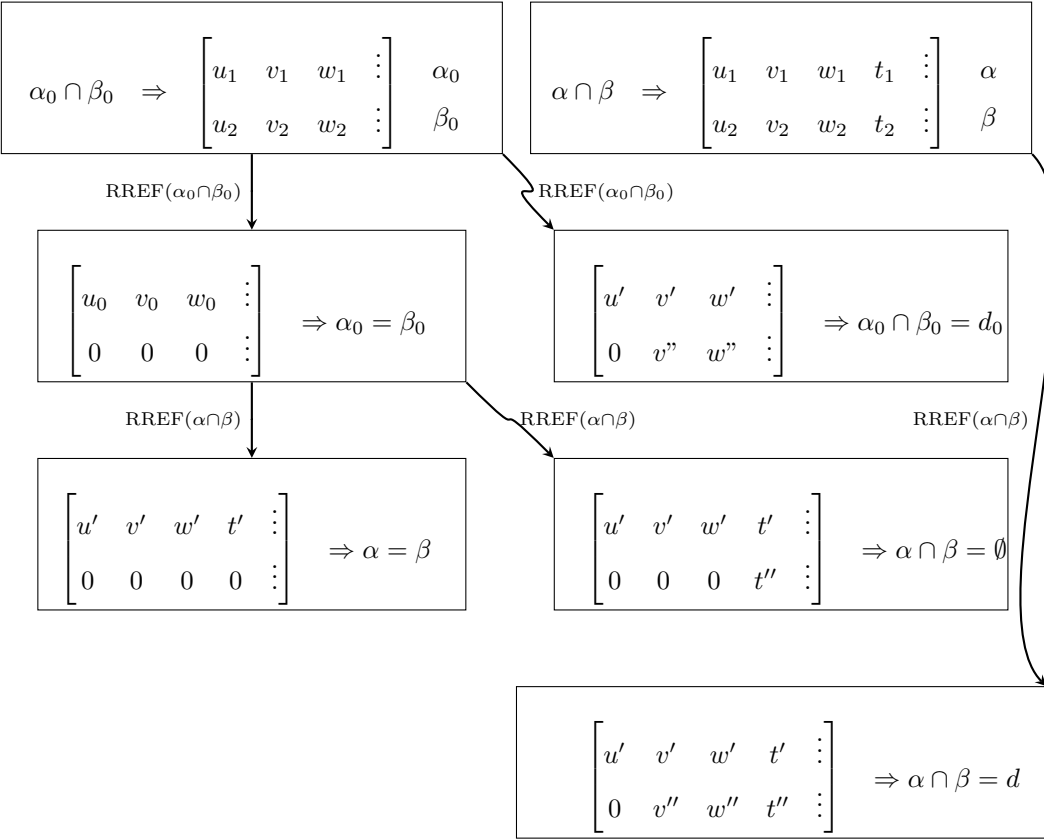 α₀ ∩ β₀ ⇒ [u₁ v₁ w₁ ⋮ α₀
u₂ v₂ w₂ ⋮] β₀
α ∩ β ⇒ [u₁ v₁ w₁ t₁ ⋮ α
u₂ v₂ w₂ t₂ ⋮] β
RREF(α₀∩β₀)
RREF(α₀∩β₀)
[u₀ v₀ w₀ ⋮
0 0 0 ⋮] ⇒ α₀ = β₀
[u′ v′ w′ ⋮
0 v” w” ⋮] ⇒ α₀ ∩ β₀ = d₀
RREF(α∩β)
RREF(α∩β)
RREF(α∩β)
[u′ v′ w′ t′ ⋮
0 0 0 0 ⋮] ⇒ α = β
[u′ v′ w′ t′ ⋮
0 0 0 t′′ ⋮] ⇒ α ∩ β = ∅
[u′ v′ w′ t′ ⋮
0 v′′ w′′ t′′ ⋮] ⇒ α ∩ β = d